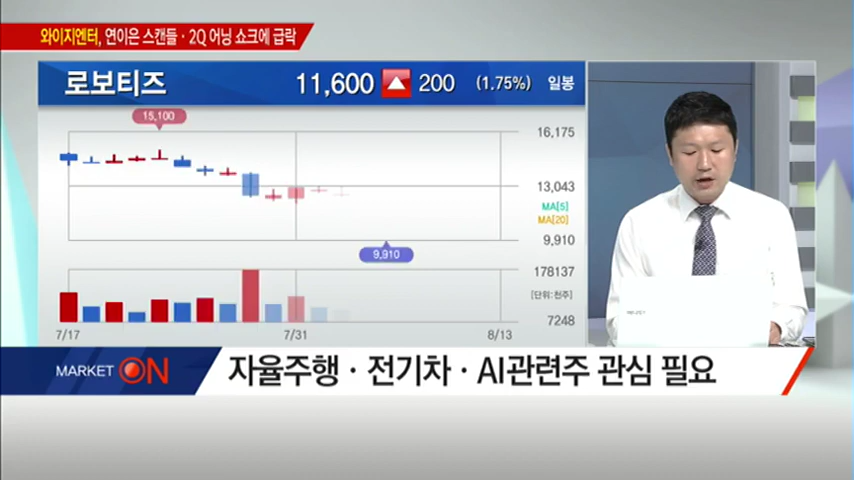 와이지엔터, 연이은 스캔들 · 2Q 어닝 쇼크에 급락
로보티즈 11,600 200 (1.75%) 일봉
15,100
16,175
13,043
MA[5]
MA[20]
9,910
9,910
178137
[단위:천주]
7248
7/17 7/31 8/13
MARKET ON 자율주행 · 전기차 · AI관련주 관심 필요